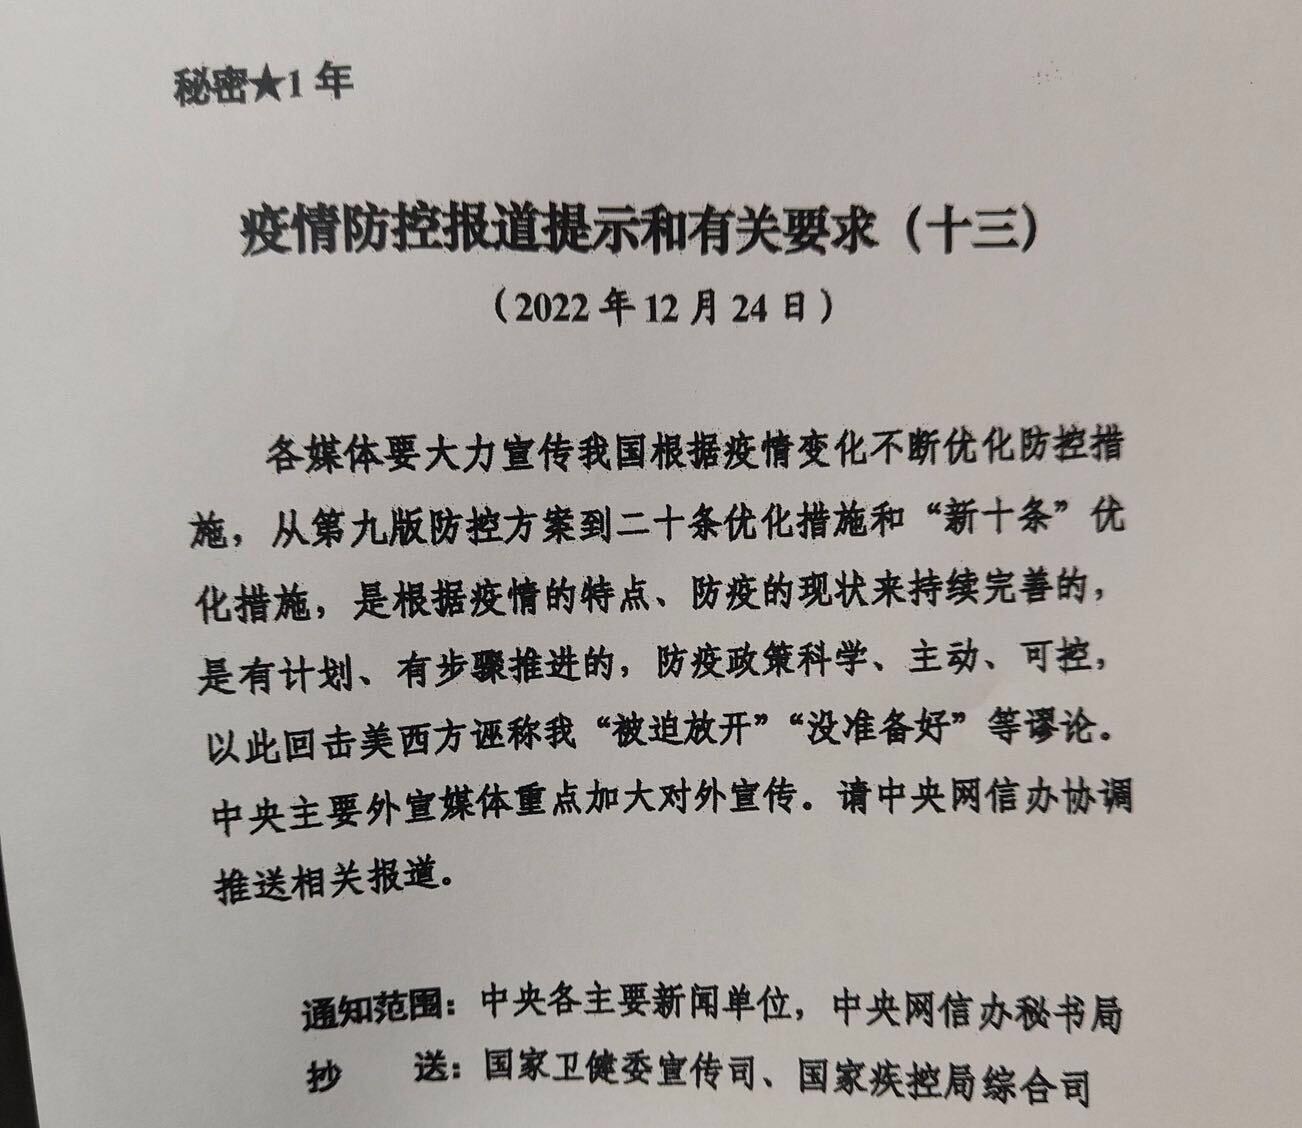 秘密★1 年
疫情防控报道提示和有关要求（十三）
（2022 年 12 月 24 日）
各媒体要大力宣传我国根据疫情变化不断优化防控措
施，从第九版防控方案到二十条优化措施和“新十条”优
化措施，是根据疫情的特点、防疫的现状来持续完善的，
是有计划、有步骤推进的，防疫政策科学、主动、可控，
以此回击美西方诬称我“被迫放开”“没准备好”等谬论。
中央主要外宣媒体重点加大对外宣传。请中央网信办协调
推送相关报道。
通知范围：中央各主要新闻单位，中央网信办秘书局
抄　　送：国家卫健委宣传司、国家疾控局综合司